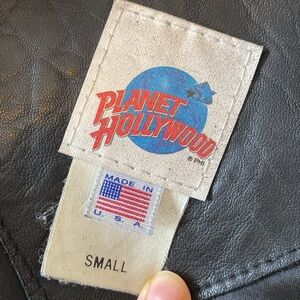 PLANET
HOLLYWOOD
® PHI
MADE IN
U. S. A.
SMALL